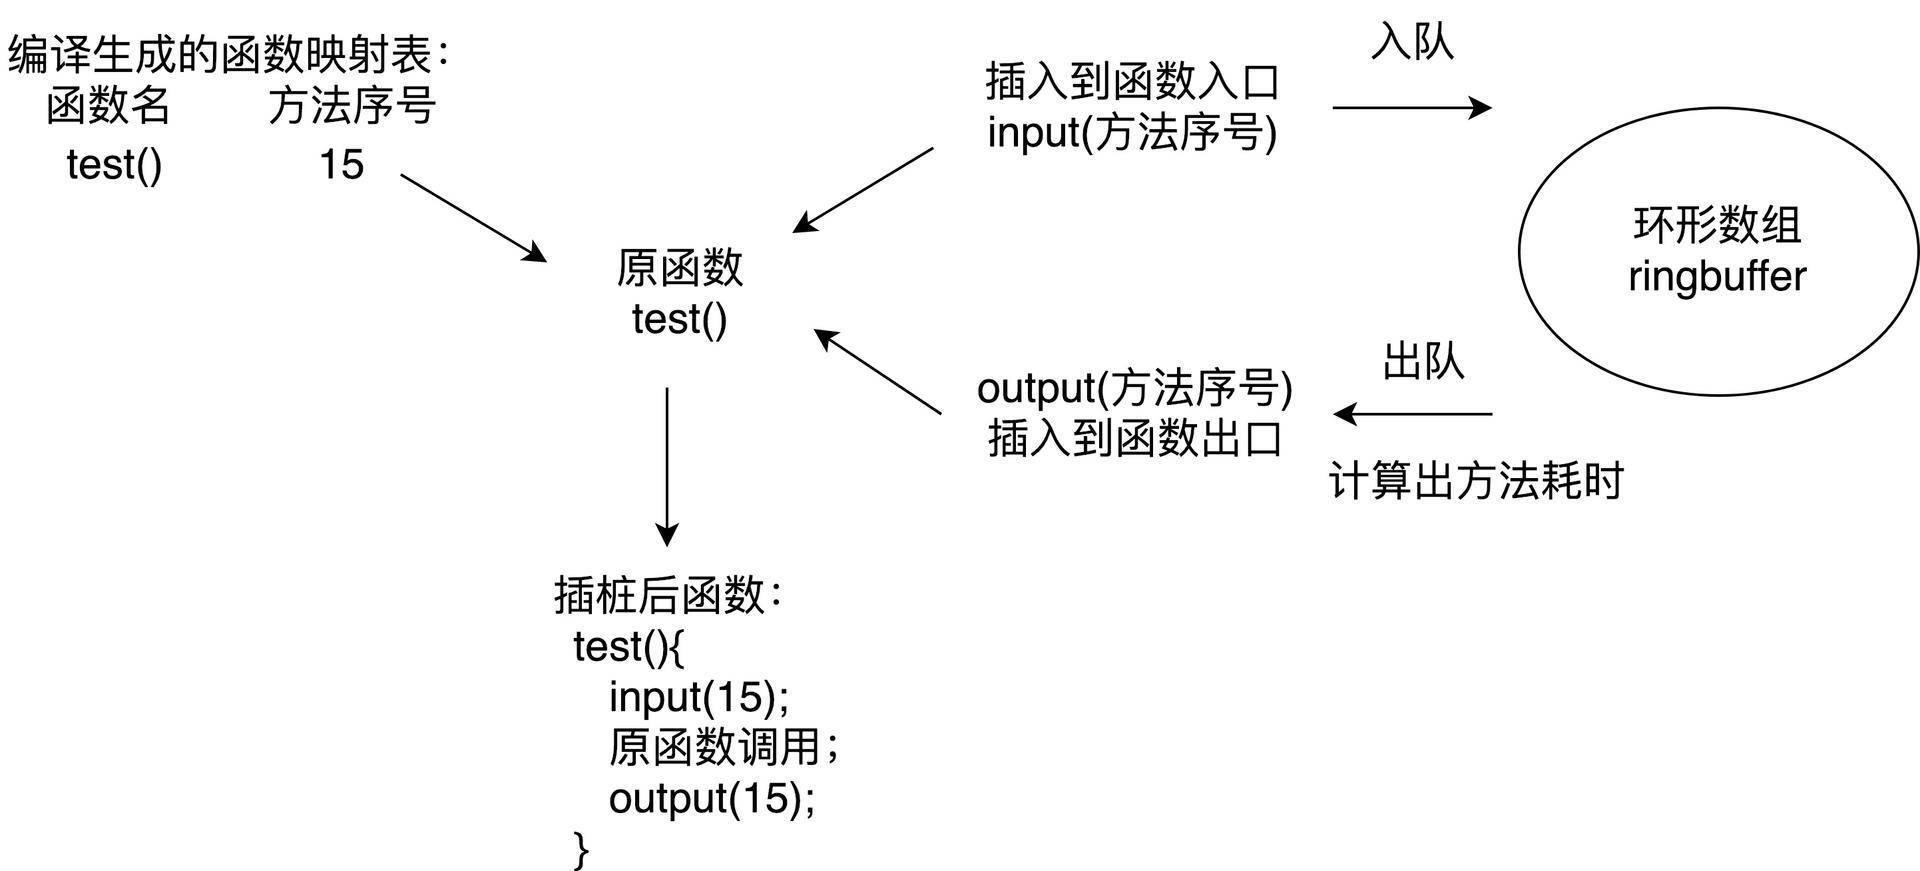 编译生成的函数映射表：
函数名 方法序号
test() 15
原函数
test()
插入到函数入口
input(方法序号)
入队
环形数组
ringbuffer
出队
output(方法序号)
插入到函数出口
计算出方法耗时
插桩后函数：
test(){
input(15);
原函数调用；
output(15);
}